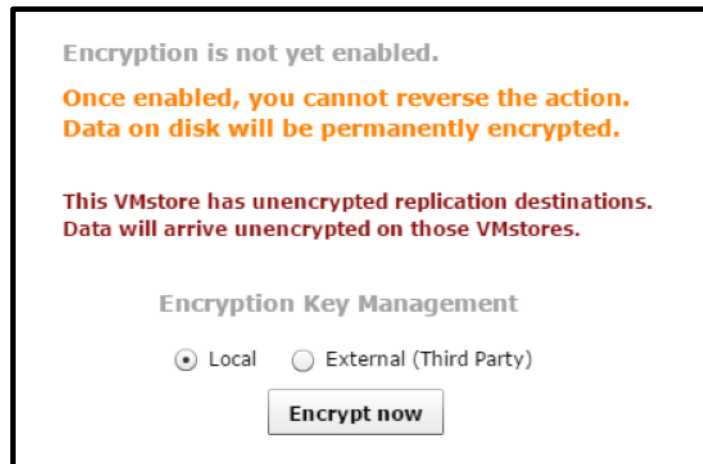 Encryption is not yet enabled.
Once enabled, you cannot reverse the action.
Data on disk will be permanently encrypted.
This VMstore has unencrypted replication destinations.
Data will arrive unencrypted on those VMstores.
Encryption Key Management
Local External (Third Party)
Encrypt now